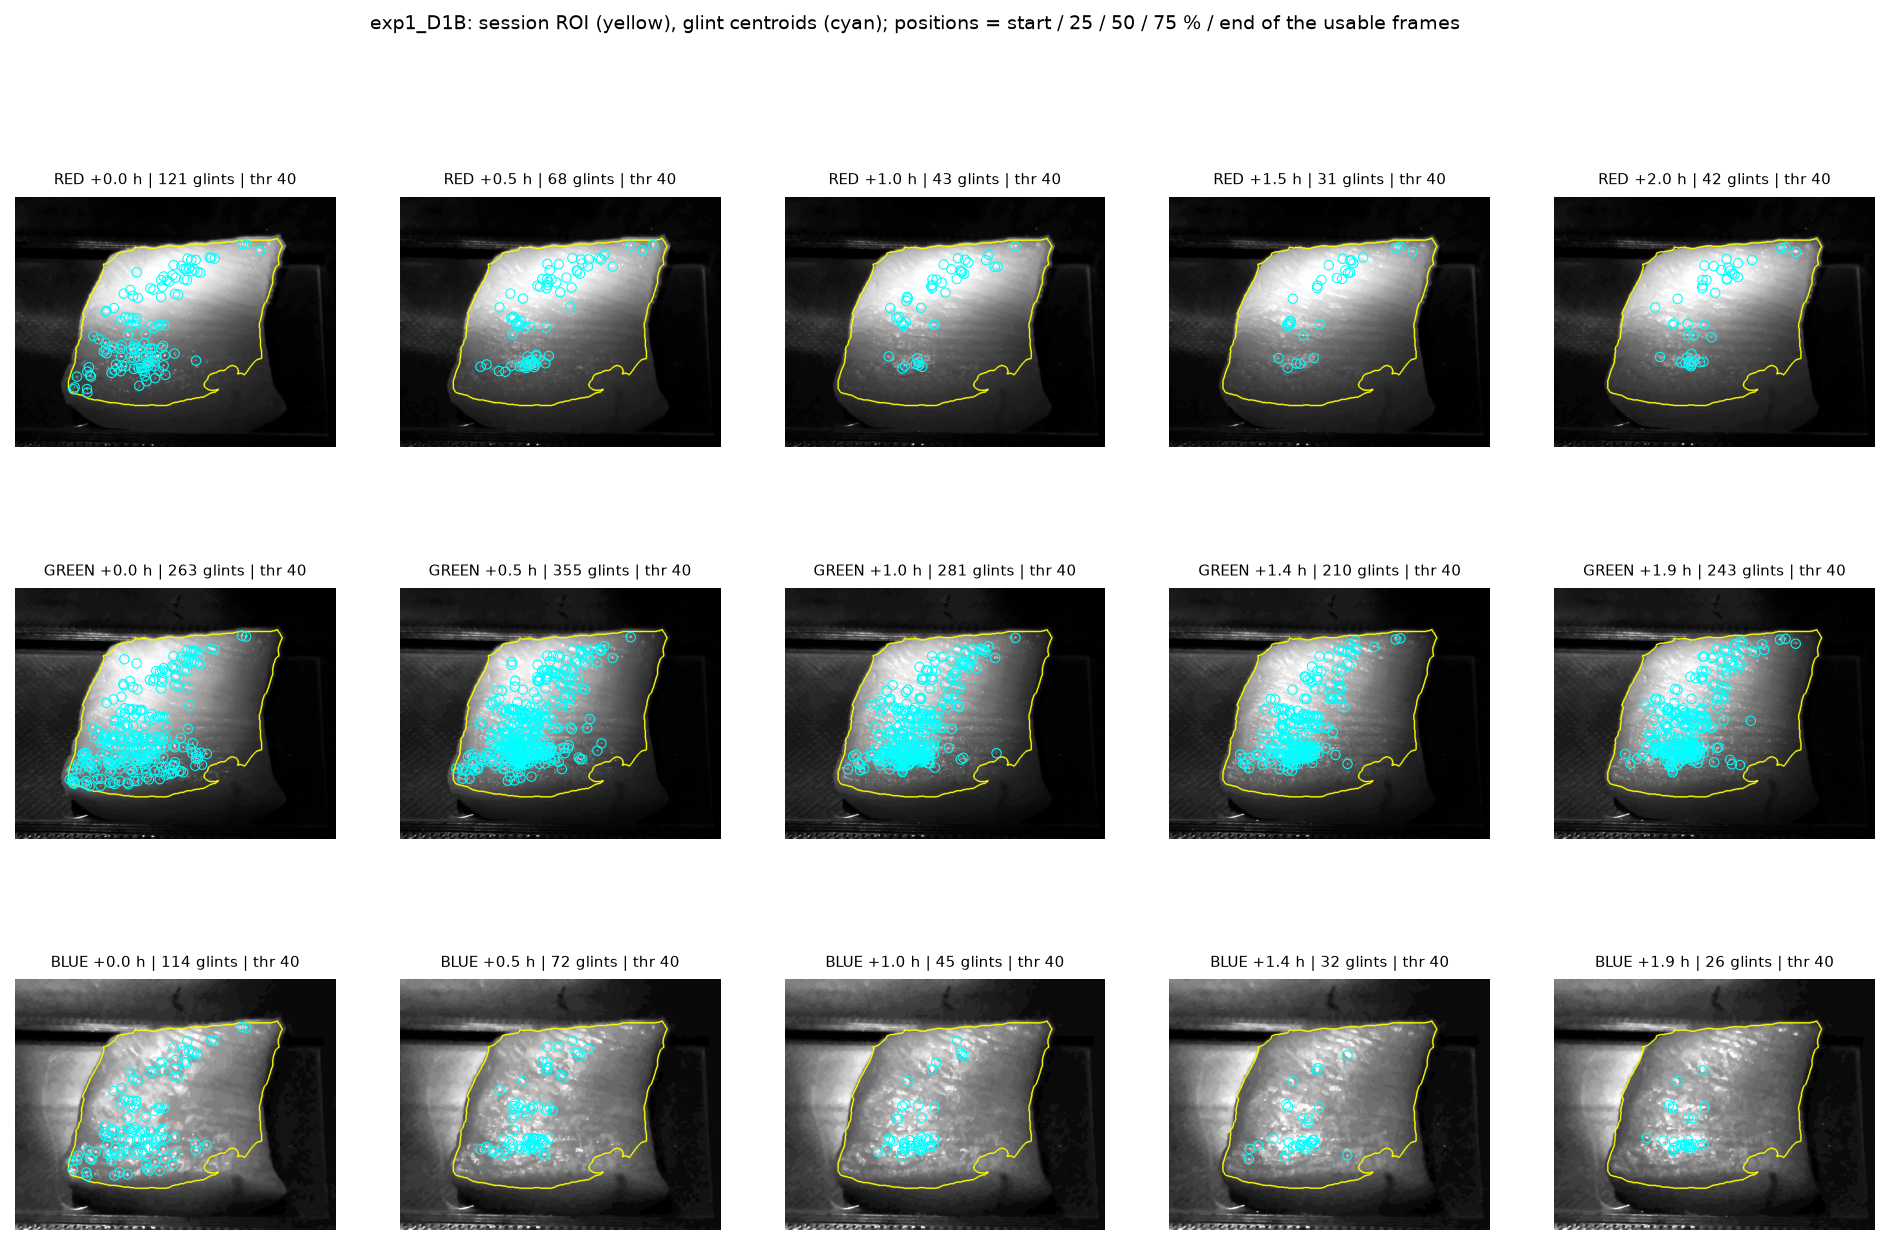 exp1_D1B: session ROI (yellow), glint centroids (cyan); positions = start / 25 / 50 / 75 % / end of the usable frames
RED +0.0 h | 121 glints | thr 40
RED +0.5 h | 68 glints | thr 40
RED +1.0 h | 43 glints | thr 40
RED +1.5 h | 31 glints | thr 40
RED +2.0 h | 42 glints | thr 40
GREEN +0.0 h | 263 glints | thr 40
GREEN +0.5 h | 355 glints | thr 40
GREEN +1.0 h | 281 glints | thr 40
GREEN +1.4 h | 210 glints | thr 40
GREEN +1.9 h | 243 glints | thr 40
BLUE +0.0 h | 114 glints | thr 40
BLUE +0.5 h | 72 glints | thr 40
BLUE +1.0 h | 45 glints | thr 40
BLUE +1.4 h | 32 glints | thr 40
BLUE +1.9 h | 26 glints | thr 40